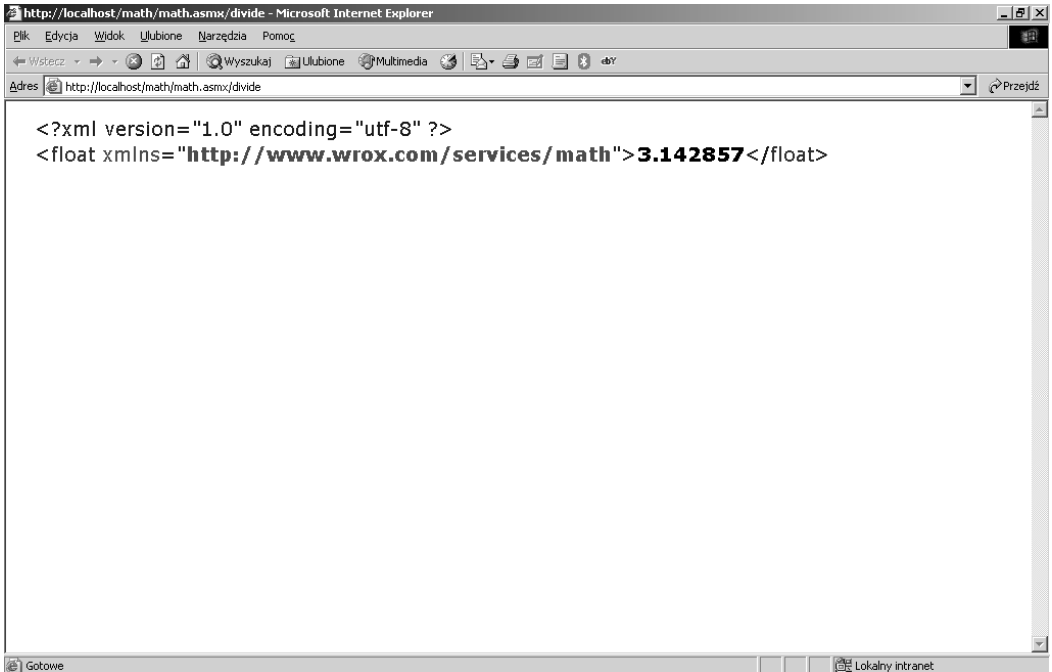 http://localhost/math/math.asmx/divide - Microsoft Internet Explorer
Plik Edycja Widok Ulubione Narzędzia Pomoc
Wstecz Wyszukaj Ulubione Multimedia
Adres http://localhost/math/math.asmx/divide Przejdź
<?xml version="1.0" encoding="utf-8" ?>
<float xmlns="http://www.wrox.com/services/math">3.142857</float>
Gotowe Lokalny intranet